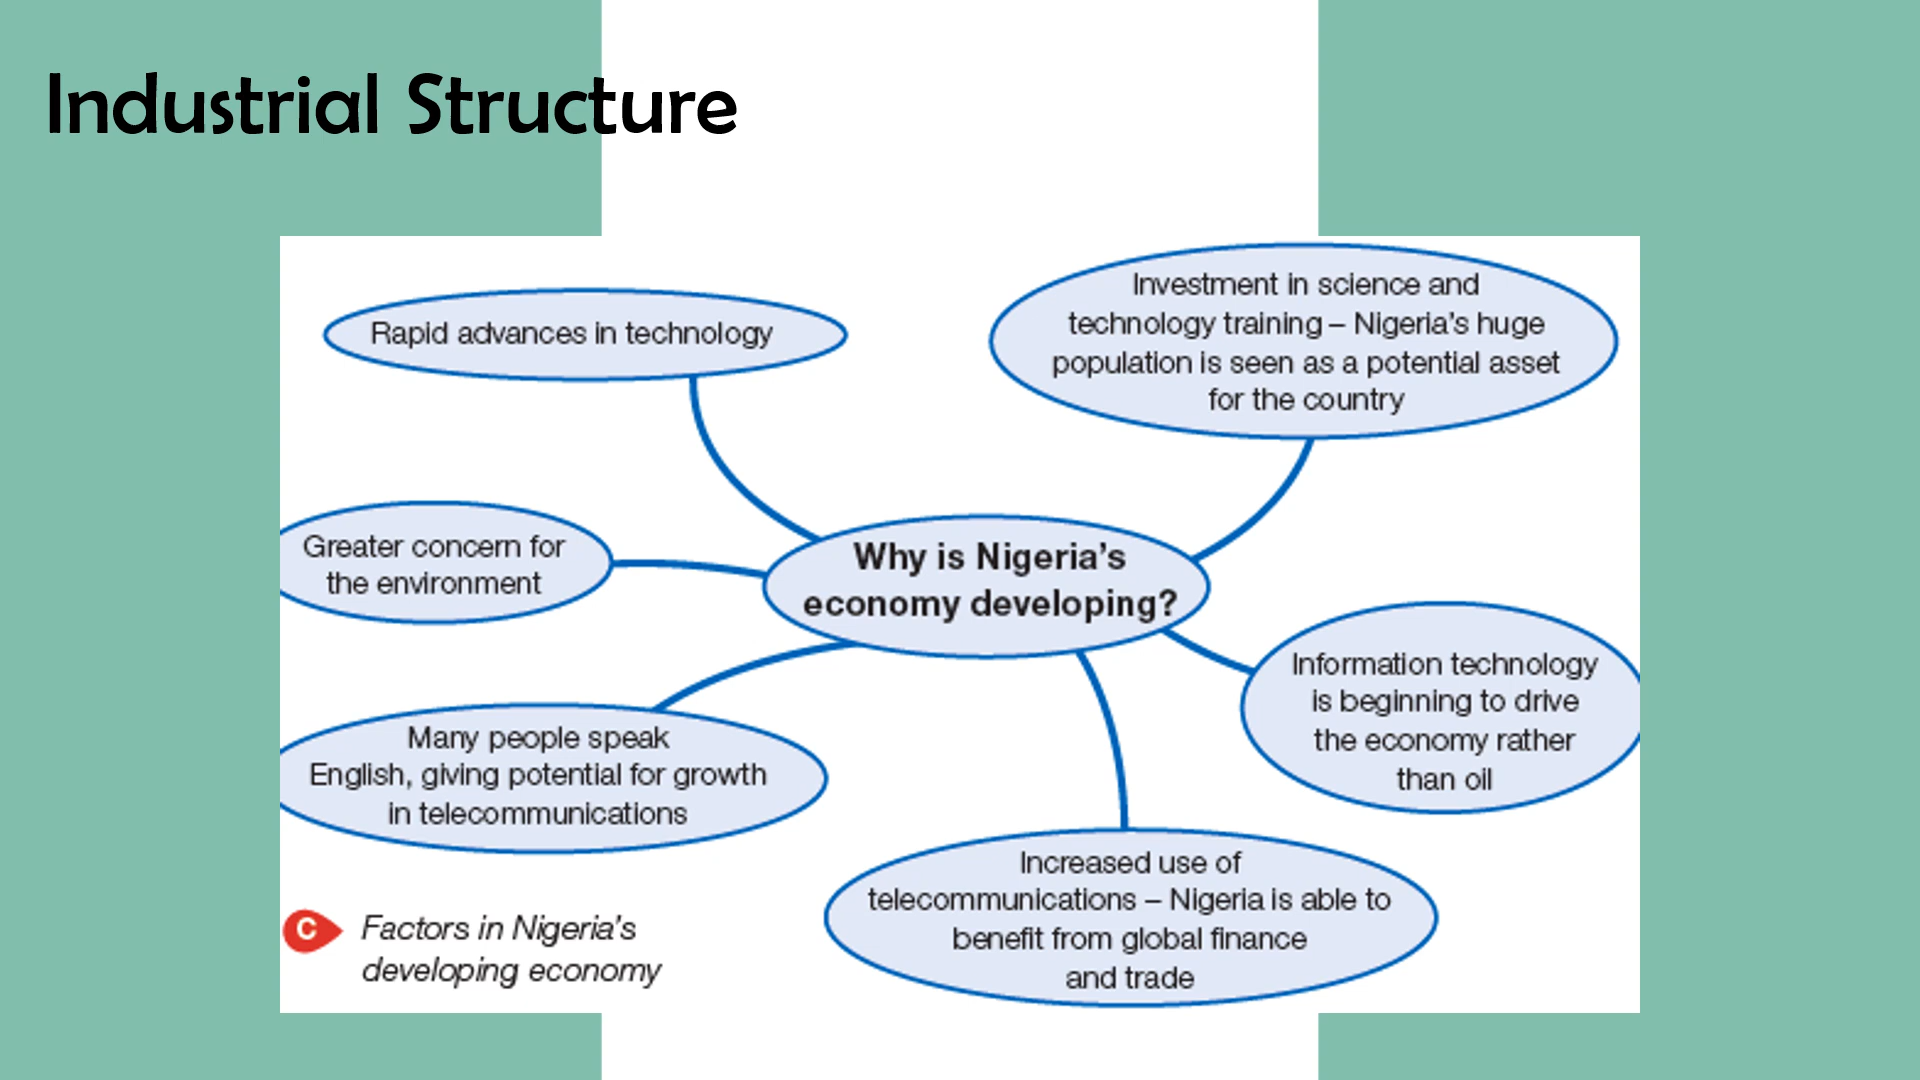 Industrial Structure
Rapid advances in technology
Investment in science and
technology training – Nigeria's huge
population is seen as a potential asset
for the country
Greater concern for
the environment
Why is Nigeria's
economy developing?
Information technology
is beginning to drive
the economy rather
than oil
Many people speak
English, giving potential for growth
in telecommunications
Increased use of
telecommunications – Nigeria is able to
benefit from global finance
and trade
C Factors in Nigeria's
developing economy